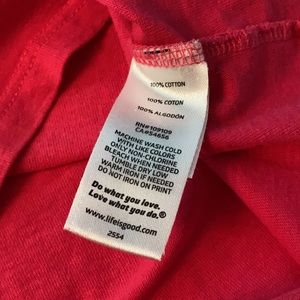 100% COTTON
100% COTON
100% ALGODÓN
RN#109109
CA#54656
MACHINE WASH COLD
WITH LIKE COLORS
ONLY NON-CHLORINE
BLEACH WHEN NEEDED
TUMBLE DRY LOW
WARM IRON IF NEEDED
DO NOT IRON ON PRINT
Do what you love.
Love what you do.®
www.lifeisgood.com
2554